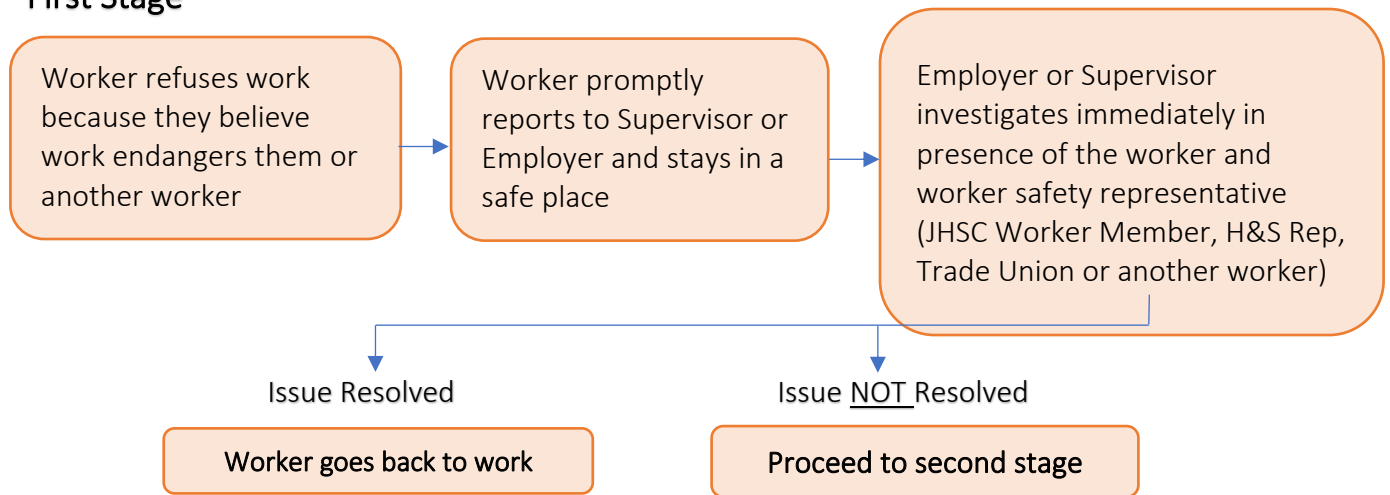 First Stage
Worker refuses work
because they believe
work endangers them or
another worker
Worker promptly
reports to Supervisor or
Employer and stays in a
safe place
Employer or Supervisor
investigates immediately in
presence of the worker and
worker safety representative
(JHSC Worker Member, H&S Rep,
Trade Union or another worker)
Issue Resolved
Issue NOT Resolved
Worker goes back to work
Proceed to second stage